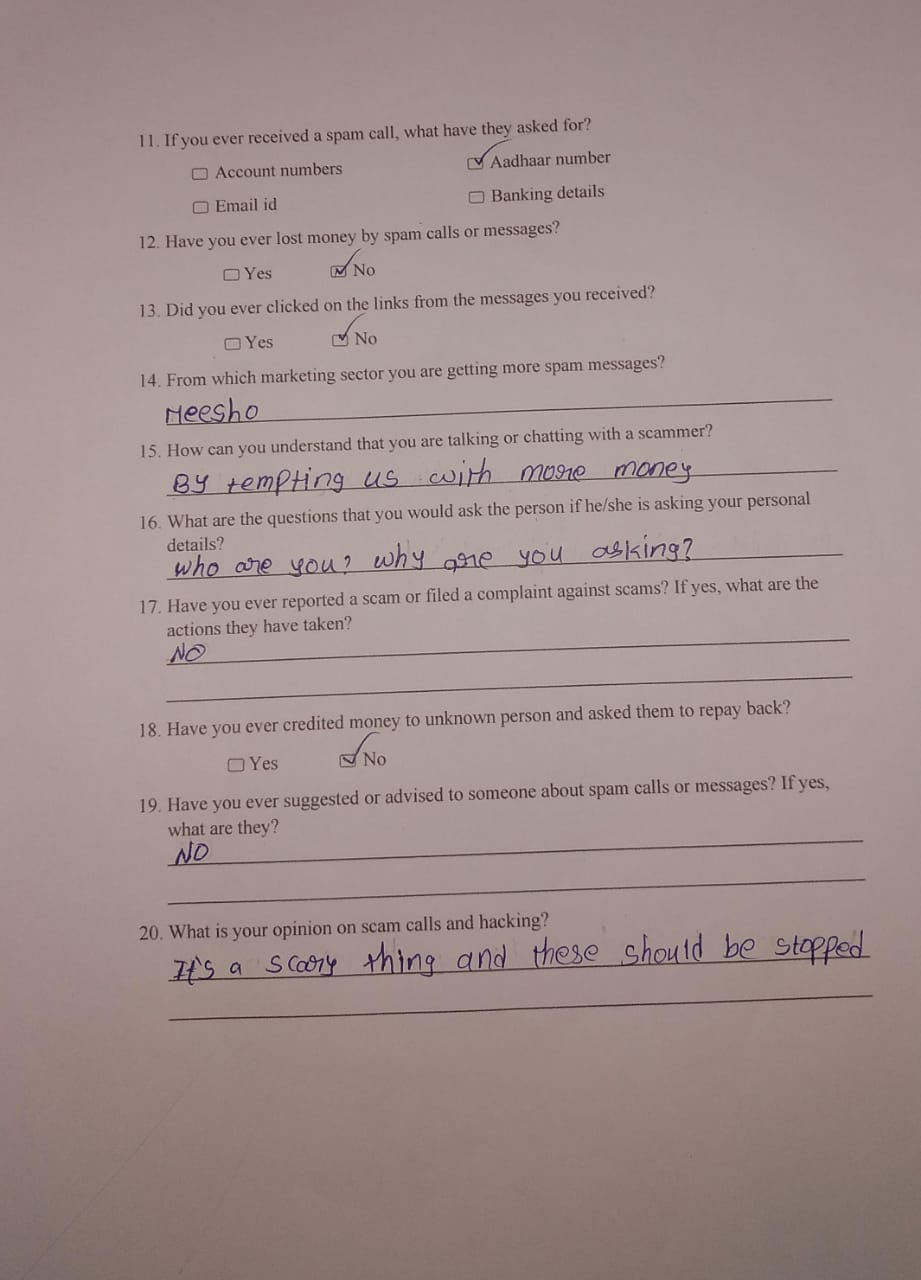 11. If you ever received a spam call, what have they asked for?
☐ Account numbers ☑ Aadhaar number
☐ Email id ☐ Banking details
12. Have you ever lost money by spam calls or messages?
☐ Yes ☑ No
13. Did you ever clicked on the links from the messages you received?
☐ Yes ☑ No
14. From which marketing sector you are getting more spam messages?
Meesho
15. How can you understand that you are talking or chatting with a scammer?
By tempting us with more money
16. What are the questions that you would ask the person if he/she is asking your personal
details?
who are you? why are you asking?
17. Have you ever reported a scam or filed a complaint against scams? If yes, what are the
actions they have taken?
NO
18. Have you ever credited money to unknown person and asked them to repay back?
☐ Yes ☑ No
19. Have you ever suggested or advised to someone about spam calls or messages? If yes,
what are they?
NO
20. What is your opinion on scam calls and hacking?
It's a scary thing and these should be stopped